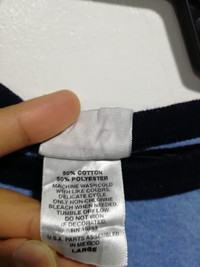 50% COTTON
50% POLYESTER
MACHINE WASH COLD
WITH LIKE COLORS.
DELICATE CYCLE.
ONLY NON-CHLORINE
BLEACH WHEN NEEDED.
TUMBLE DRY LOW.
DO NOT IRON
IF DECORATED.
U.S.A. PARTS ASSEMBLED
IN MEXICO
LARGE